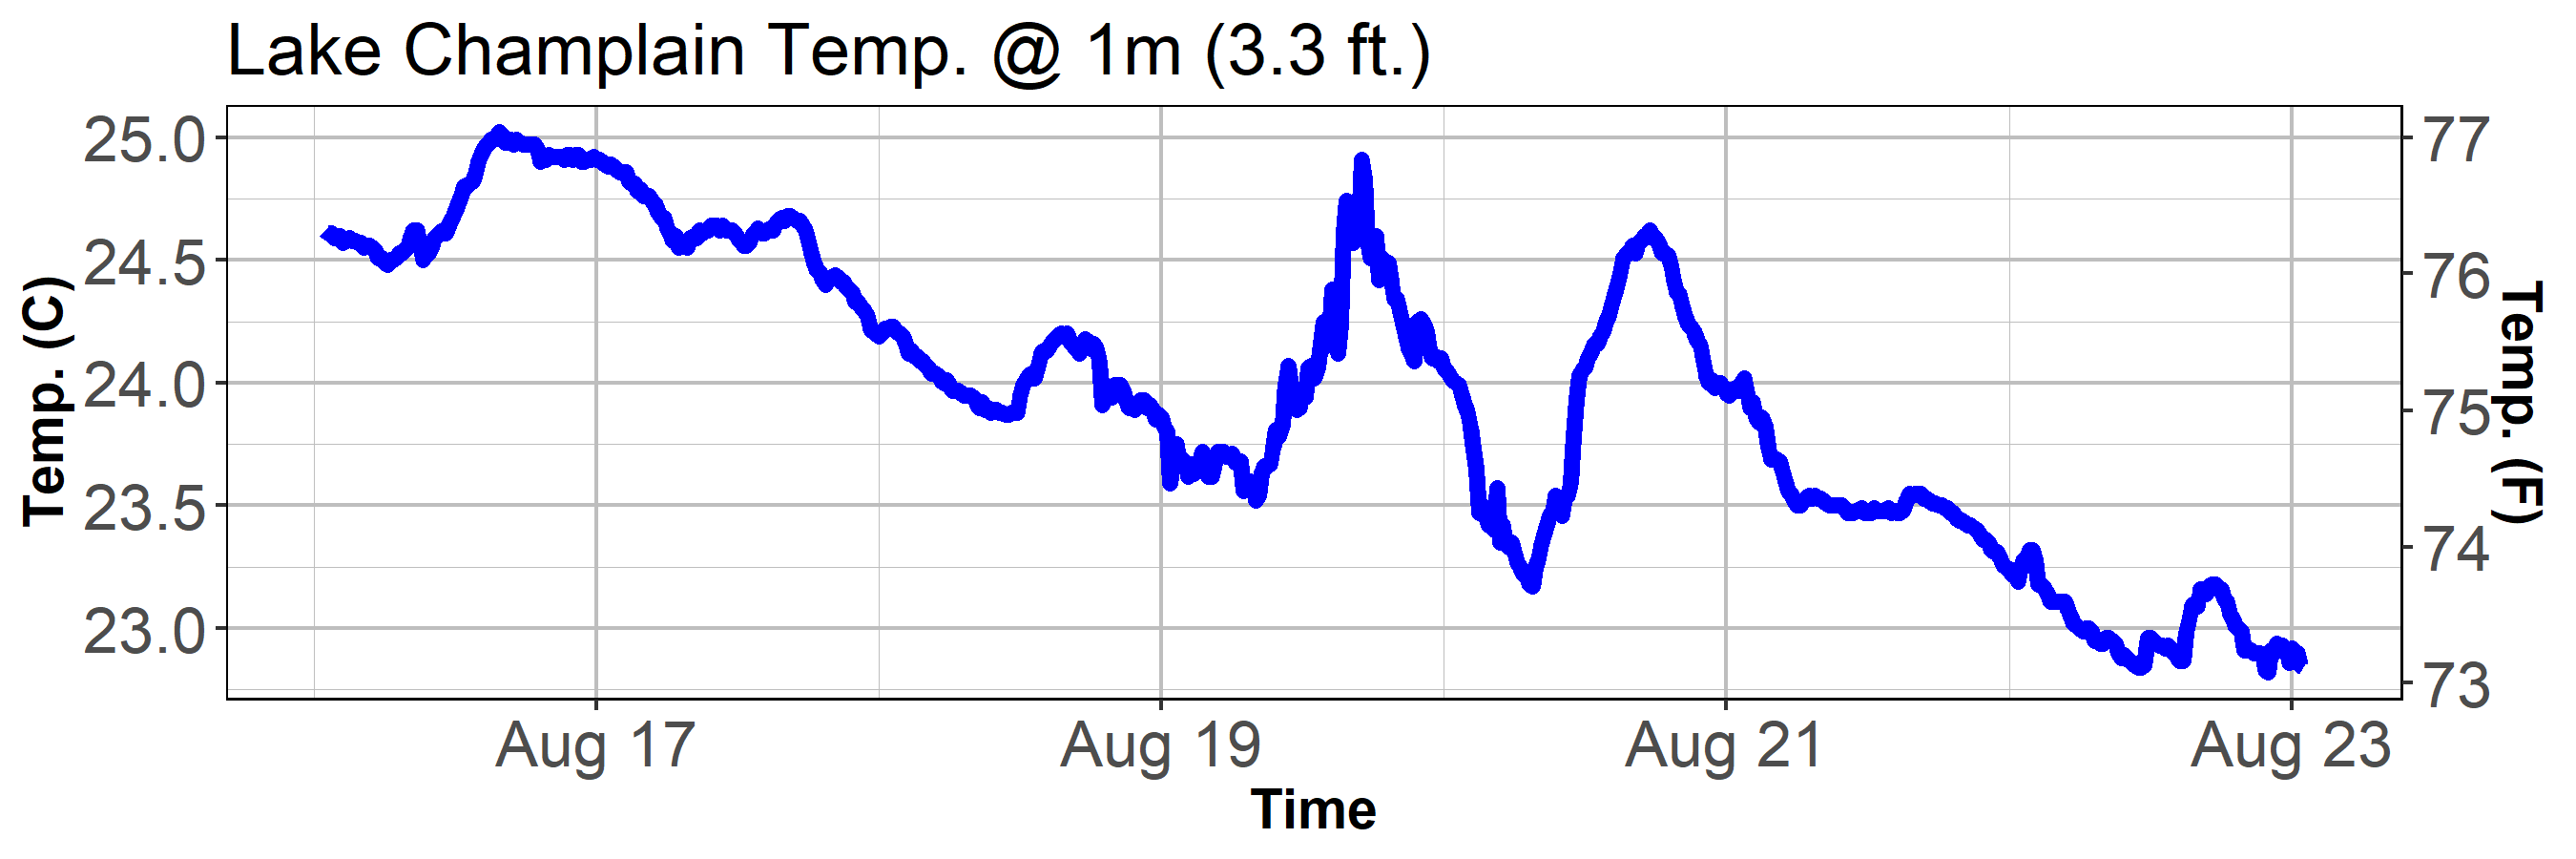 Lake Champlain Temp. @ 1m (3.3 ft.)
Temp. (C)
25.0
24.5
24.0
23.5
23.0
77
76
75
74
73
Temp. (F)
Aug 17
Aug 19
Aug 21
Aug 23
Time